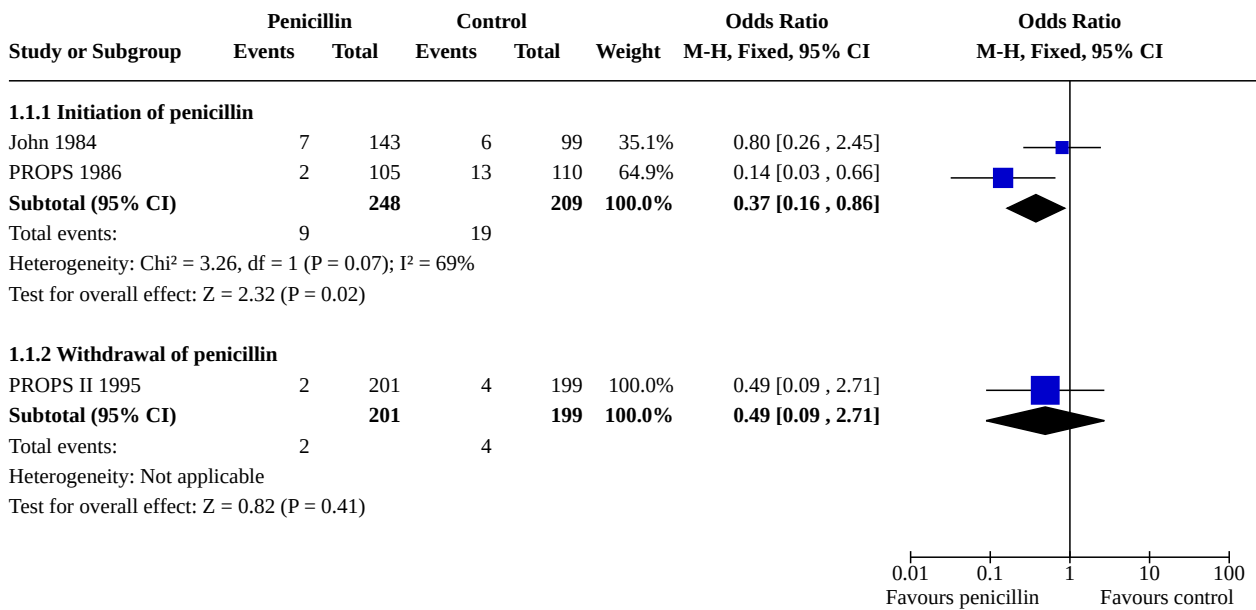 Penicillin Control Odds Ratio Odds Ratio
Study or Subgroup Events Total Events Total Weight M-H, Fixed, 95% CI M-H, Fixed, 95% CI
1.1.1 Initiation of penicillin
John 1984 7 143 6 99 35.1% 0.80 [0.26 , 2.45]
PROPS 1986 2 105 13 110 64.9% 0.14 [0.03 , 0.66]
Subtotal (95% CI) 248 209 100.0% 0.37 [0.16 , 0.86]
Total events: 9 19
Heterogeneity: Chi² = 3.26, df = 1 (P = 0.07); I² = 69%
Test for overall effect: Z = 2.32 (P = 0.02)
1.1.2 Withdrawal of penicillin
PROPS II 1995 2 201 4 199 100.0% 0.49 [0.09 , 2.71]
Subtotal (95% CI) 201 199 100.0% 0.49 [0.09 , 2.71]
Total events: 2 4
Heterogeneity: Not applicable
Test for overall effect: Z = 0.82 (P = 0.41)
0.01 0.1 1 10 100
Favours penicillin Favours control